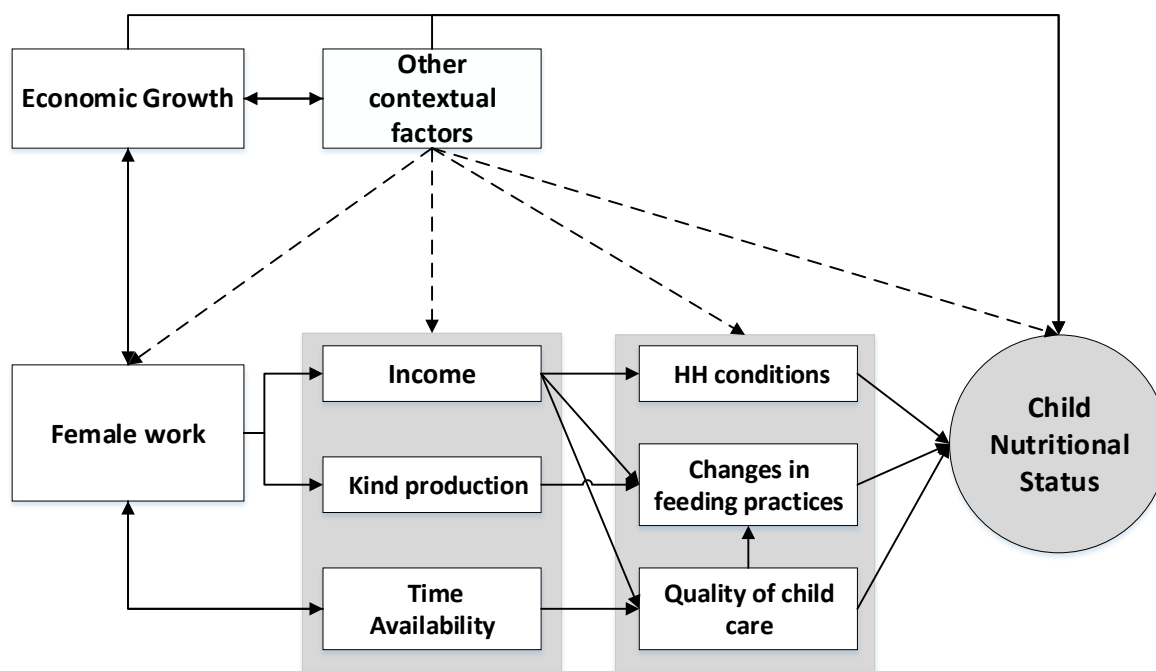 Economic Growth
Other
contextual
factors
Female work
Income
Kind production
Time
Availability
HH conditions
Changes in
feeding practices
Quality of child
care
Child
Nutritional
Status